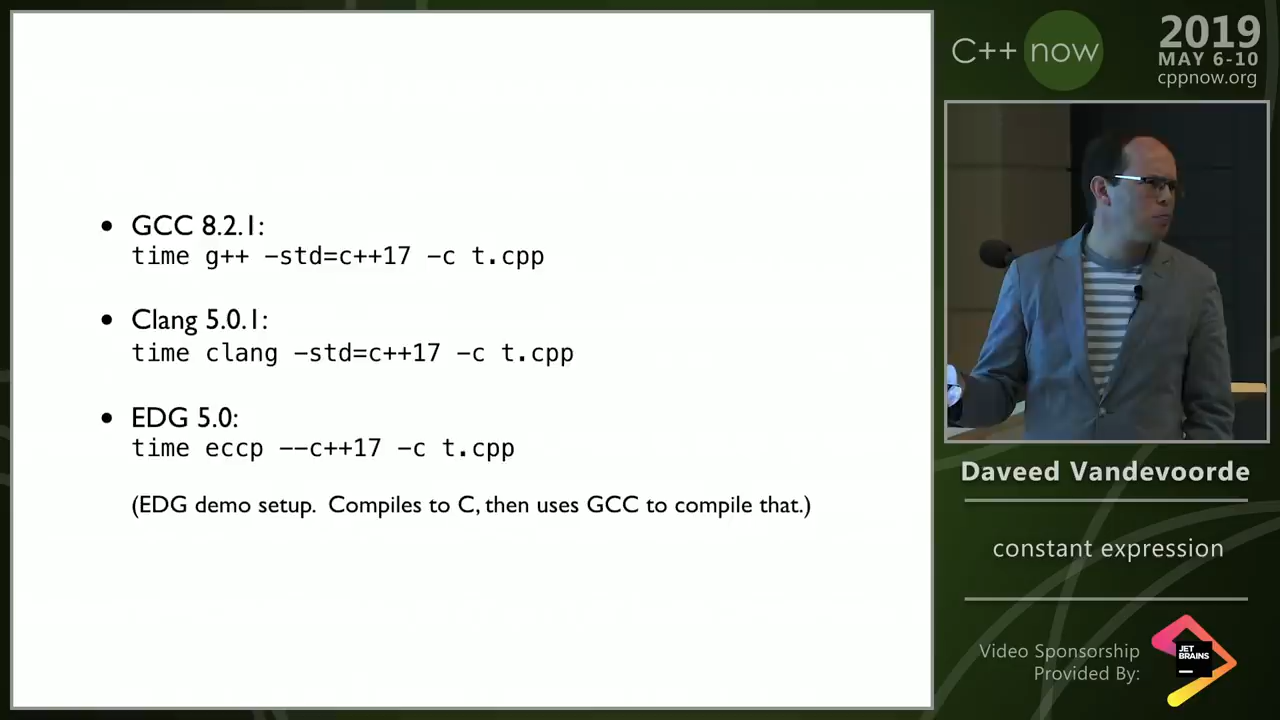 • GCC 8.2.1:
time g++ -std=c++17 -c t.cpp
• Clang 5.0.1:
time clang -std=c++17 -c t.cpp
• EDG 5.0:
time eccp --c++17 -c t.cpp
(EDG demo setup. Compiles to C, then uses GCC to compile that.)
C++ now
2019
MAY 6-10
cppnow.org
Daveed Vandevoorde
constant expression
Video Sponsorship
Provided By:
JET
BRAINS